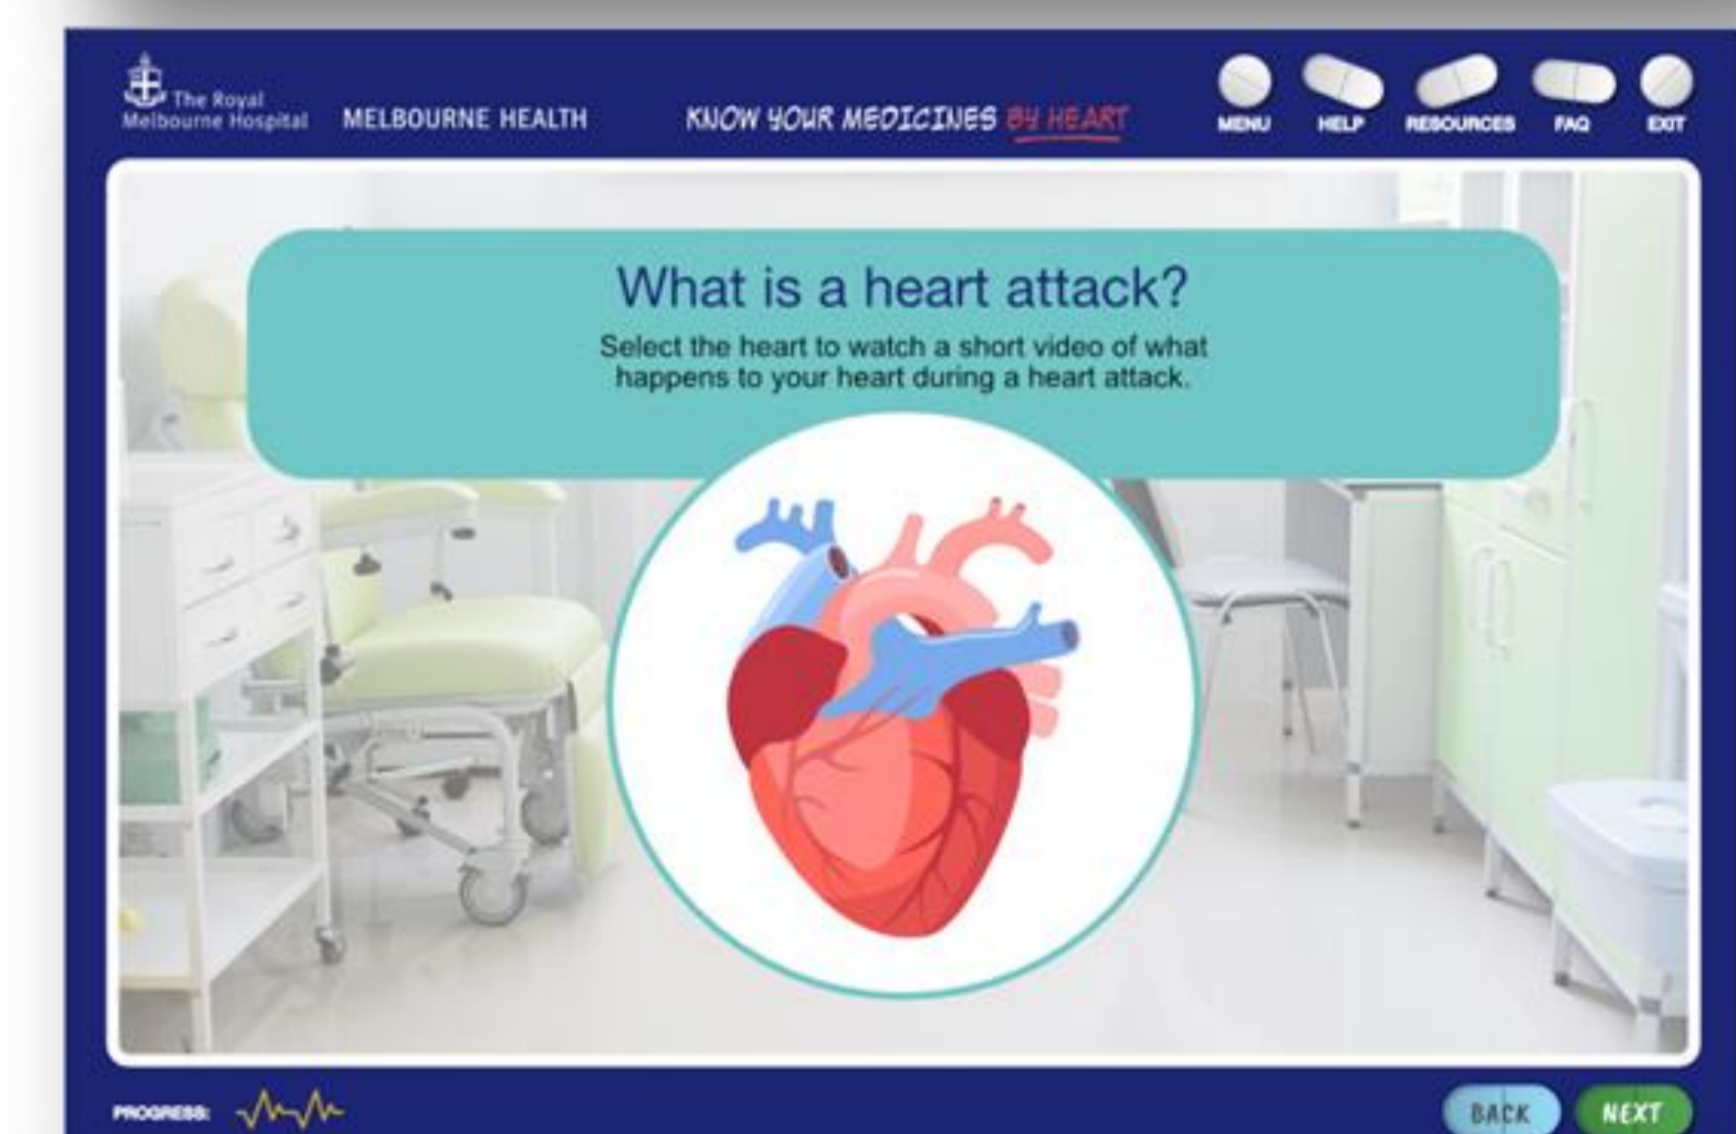 The Royal
Melbourne Hospital
MELBOURNE HEALTH
KNOW YOUR MEDICINES BY HEART
MENU
HELP
RESOURCES
FAQ
EXIT
What is a heart attack?
Select the heart to watch a short video of what
happens to your heart during a heart attack.
PROGRESS:
BACK
NEXT